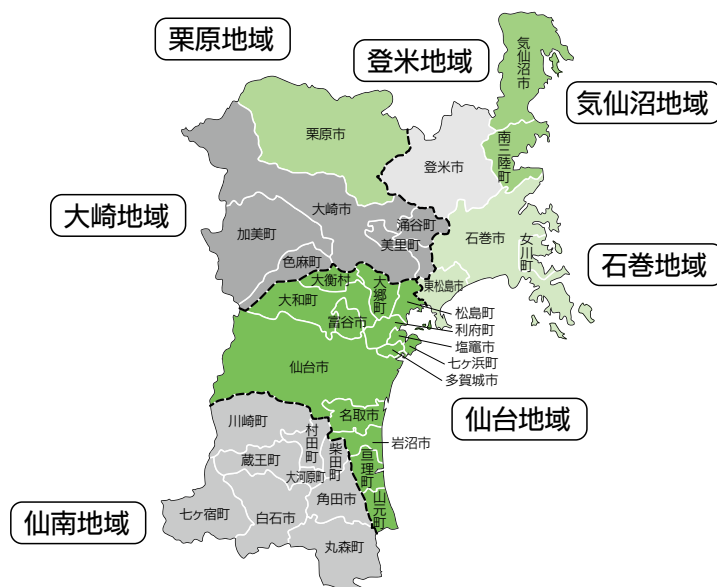 栗原地域
登米地域
気仙沼市
気仙沼地域
栗原市
登米市
南三陸町
大崎地域
大崎市
涌谷町
加美町
美里町
石巻市
女川町
色麻町
石巻地域
大衡村
大郷町
東松島市
大和町
松島町
富谷市
利府町
塩竈市
七ヶ浜町
仙台市
多賀城市
名取市
仙台地域
川崎町
村田町
柴田町
岩沼市
蔵王町
亘理町
大河原町
角田市
山元町
仙南地域
七ヶ宿町
白石市
丸森町